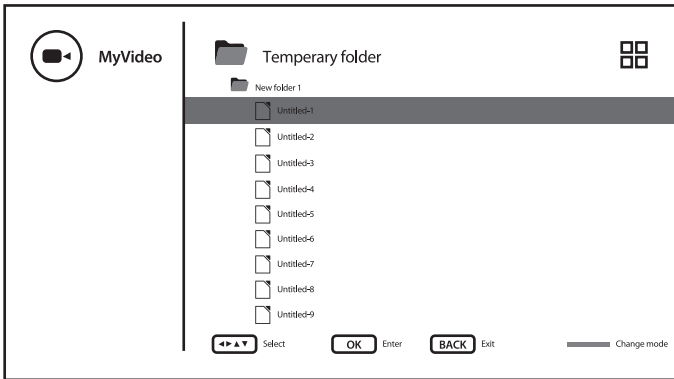 MyVideo
Temperary folder
New folder 1
Untitled-1
Untitled-2
Untitled-3
Untitled-4
Untitled-5
Untitled-6
Untitled-7
Untitled-8
Untitled-9
Select OK Enter BACK Exit Change mode